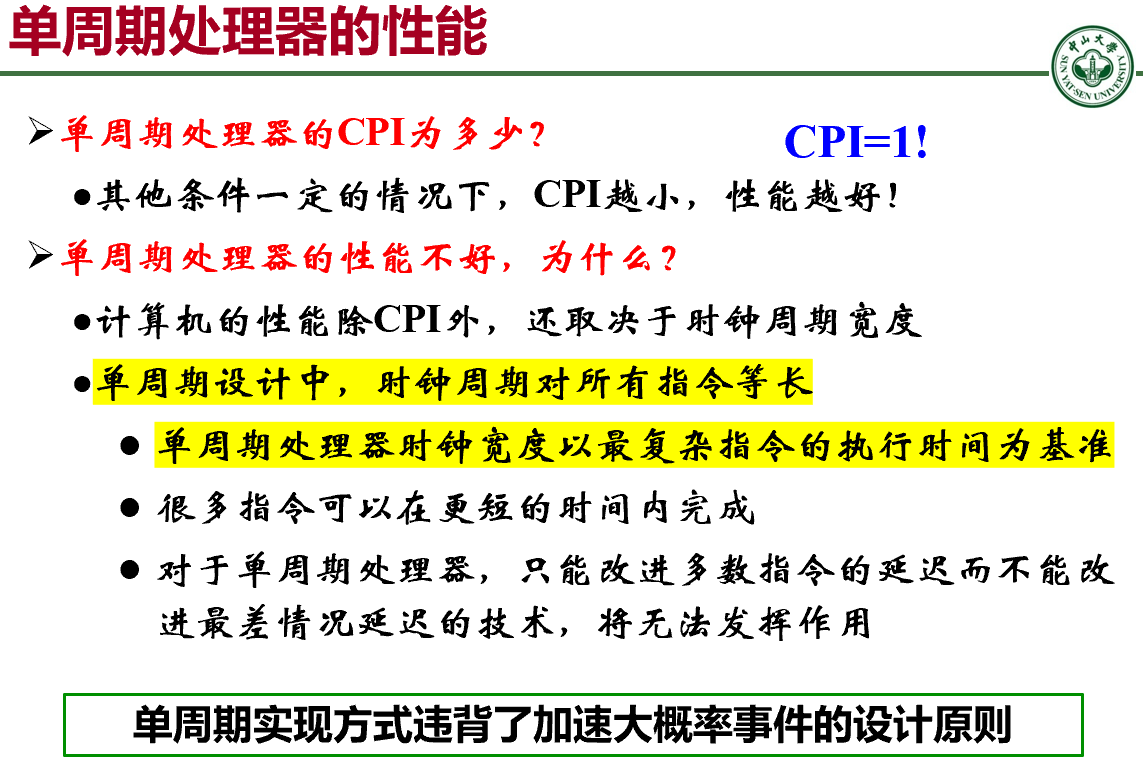 单周期处理器的性能
中山大学
SUN YAT-SEN UNIVERSITY
单周期处理器的CPI为多少？
CPI=1!
其他条件一定的情况下，CPI越小，性能越好！
单周期处理器的性能不好，为什么？
计算机的性能除CPI外，还取决于时钟周期宽度
单周期设计中，时钟周期对所有指令等长
单周期处理器时钟宽度以最复杂指令的执行时间为基准
很多指令可以在更短的时间内完成
对于单周期处理器，只能改进多数指令的延迟而不能改
进最差情况延迟的技术，将无法发挥作用
单周期实现方式违背了加速大概率事件的设计原则